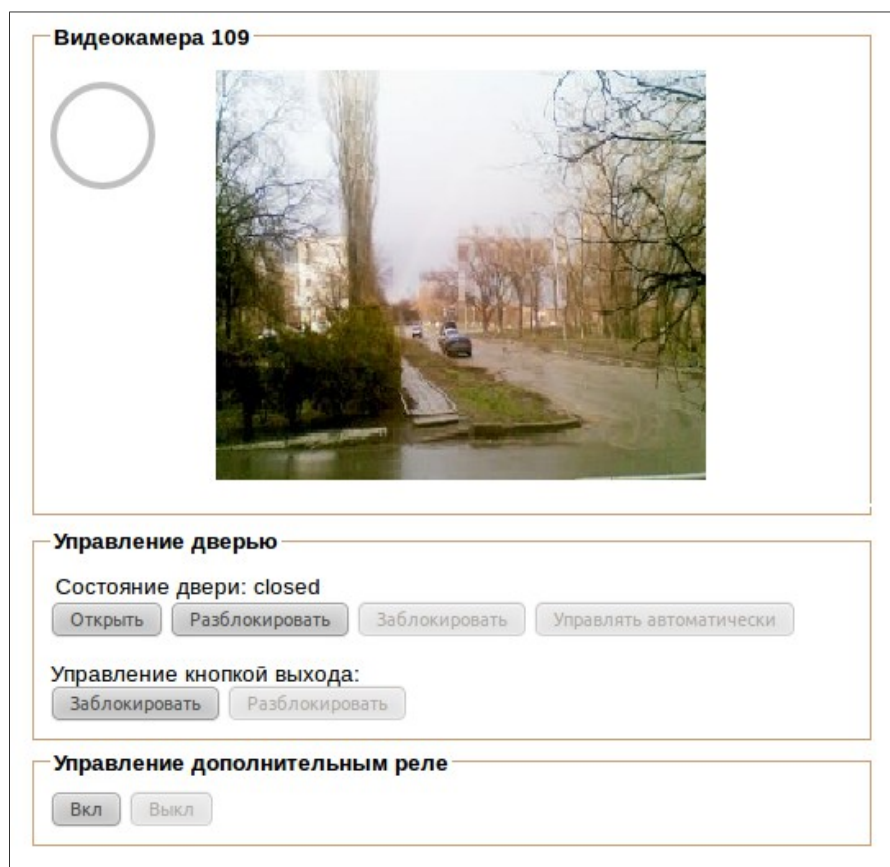 Видеокамера 109
Управление дверью
Состояние двери: closed
Открыть Разблокировать Заблокировать Управлять автоматически
Управление кнопкой выхода:
Заблокировать Разблокировать
Управление дополнительным реле
Вкл Выкл